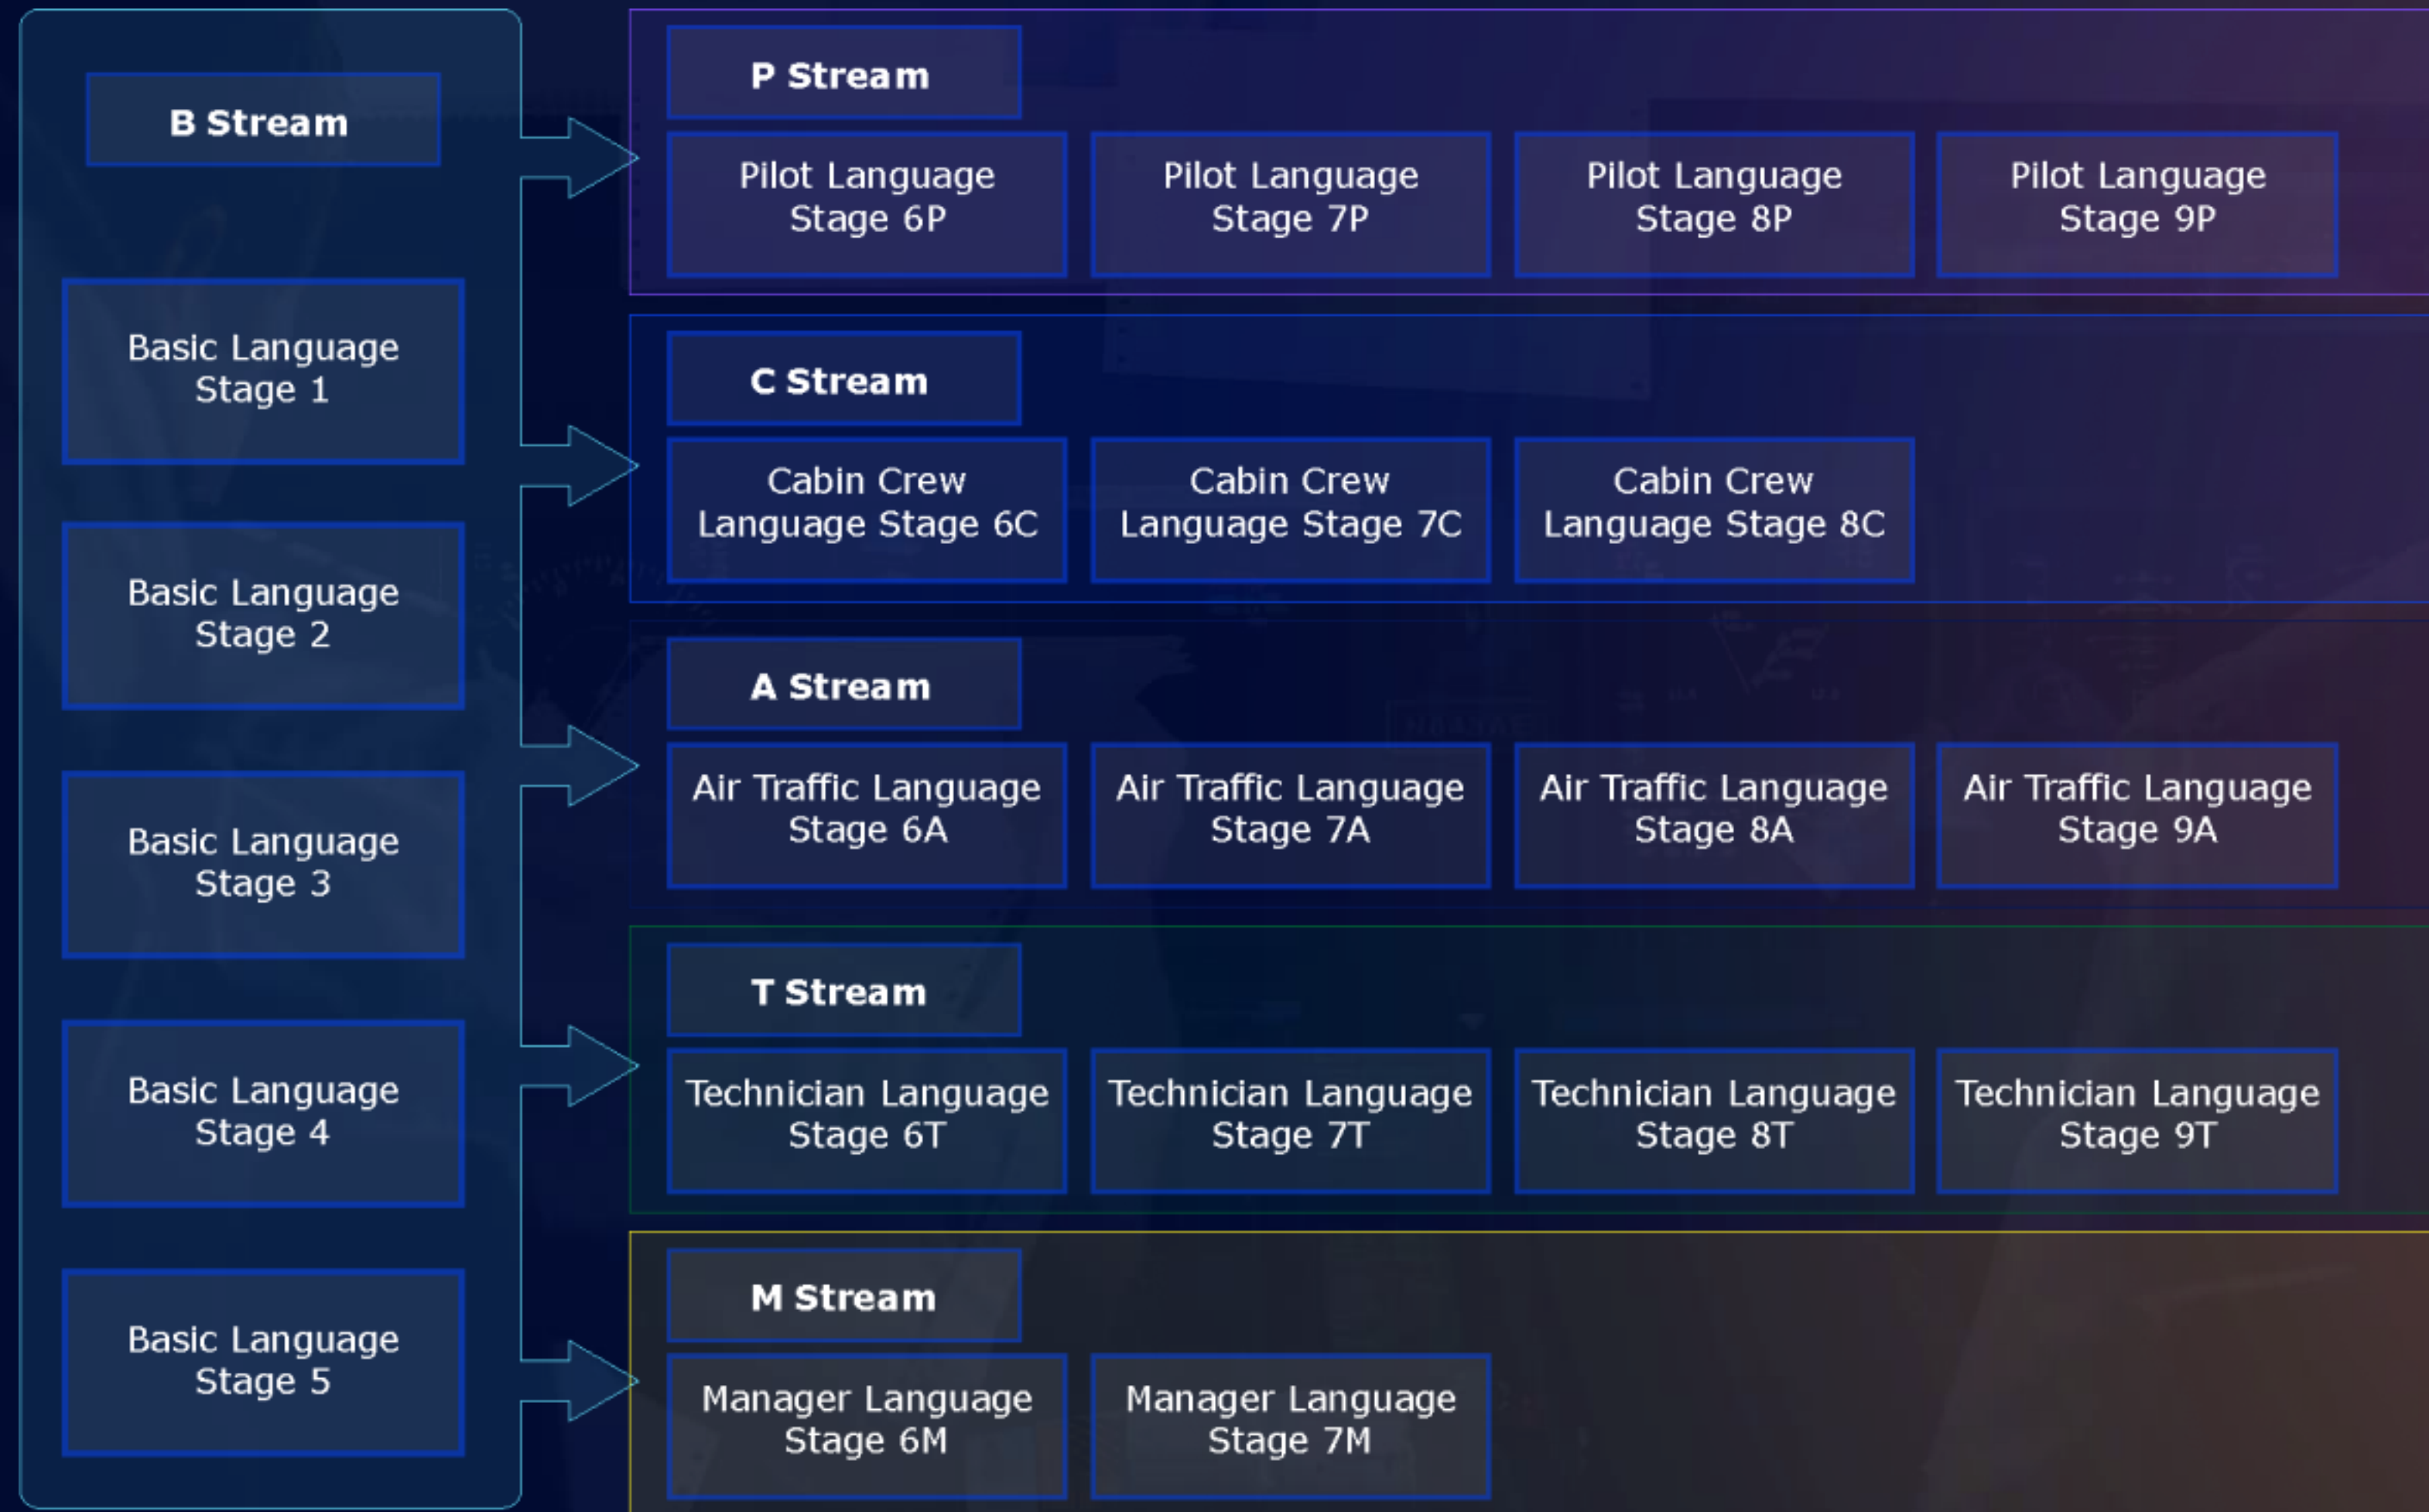 B Stream
Basic Language
Stage 1
Basic Language
Stage 2
Basic Language
Stage 3
Basic Language
Stage 4
Basic Language
Stage 5
P Stream
Pilot Language
Stage 6P
Pilot Language
Stage 7P
Pilot Language
Stage 8P
Pilot Language
Stage 9P
C Stream
Cabin Crew
Language Stage 6C
Cabin Crew
Language Stage 7C
Cabin Crew
Language Stage 8C
A Stream
Air Traffic Language
Stage 6A
Air Traffic Language
Stage 7A
Air Traffic Language
Stage 8A
Air Traffic Language
Stage 9A
T Stream
Technician Language
Stage 6T
Technician Language
Stage 7T
Technician Language
Stage 8T
Technician Language
Stage 9T
M Stream
Manager Language
Stage 6M
Manager Language
Stage 7M